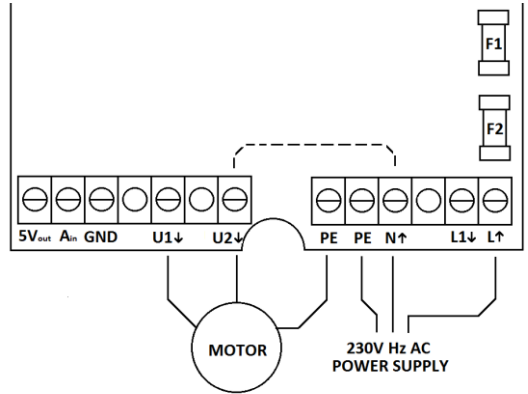 F1
F2
5Vout Ain GND U1↓ U2↓ PE PE N↑ L1↓ L↑
MOTOR
230V Hz AC
POWER SUPPLY